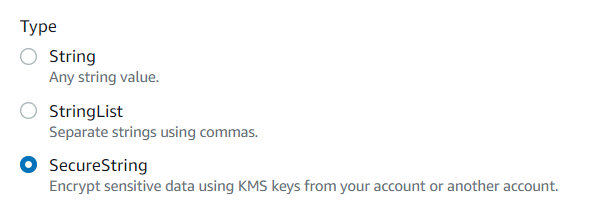 Type
String
Any string value.
StringList
Separate strings using commas.
SecureString
Encrypt sensitive data using KMS keys from your account or another account.